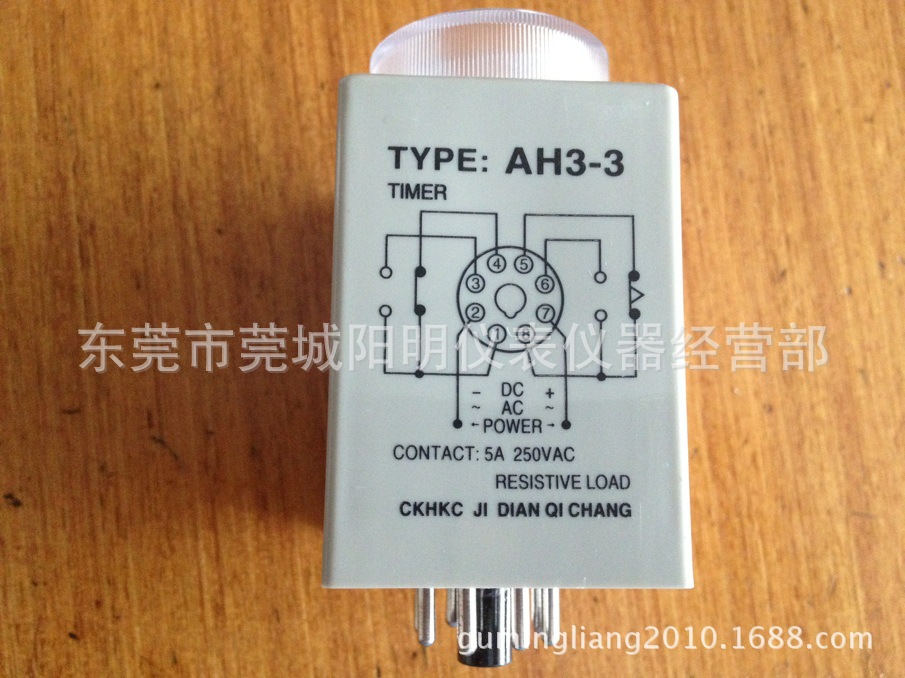 TYPE: AH3-3
TIMER
4 5
3 6
2 7
1 8
东莞市莞城阳明仪表仪器经营部
- DC +
~ AC ~
POWER
CONTACT: 5A 250VAC
RESISTIVE LOAD
CKHKC JI DIAN QI CHANG
gumingliang2010.1688.com